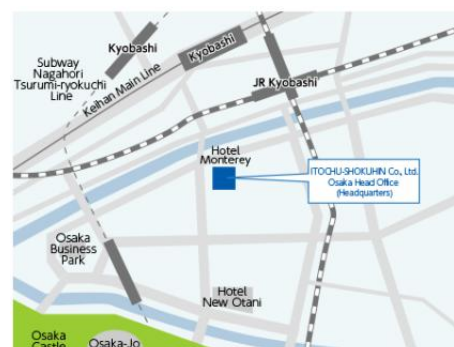 Kyobashi
Kyobashi
Subway
Nagahori
Tsurumi-ryokuchi
Line
Keihan Main Line
JR Kyobashi
Hotel
Monterey
ITOCHU-SHOKUHIN Co., Ltd.
Osaka Head Office
(Headquarters)
Osaka
Business
Park
Hotel
New Otani
Osaka
Castle
Osaka-Jo